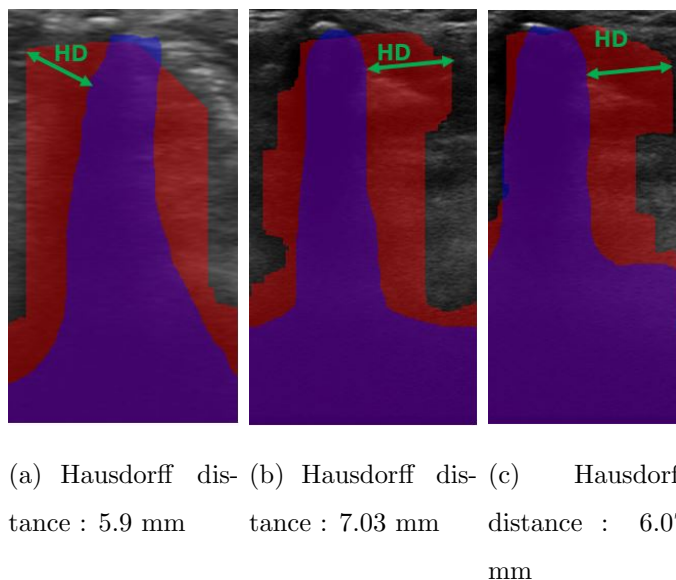 HD
HD
HD
(a) Hausdorff dis-
tance : 5.9 mm
(b) Hausdorff dis-
tance : 7.03 mm
(c) Hausdorf
distance : 6.0
mm